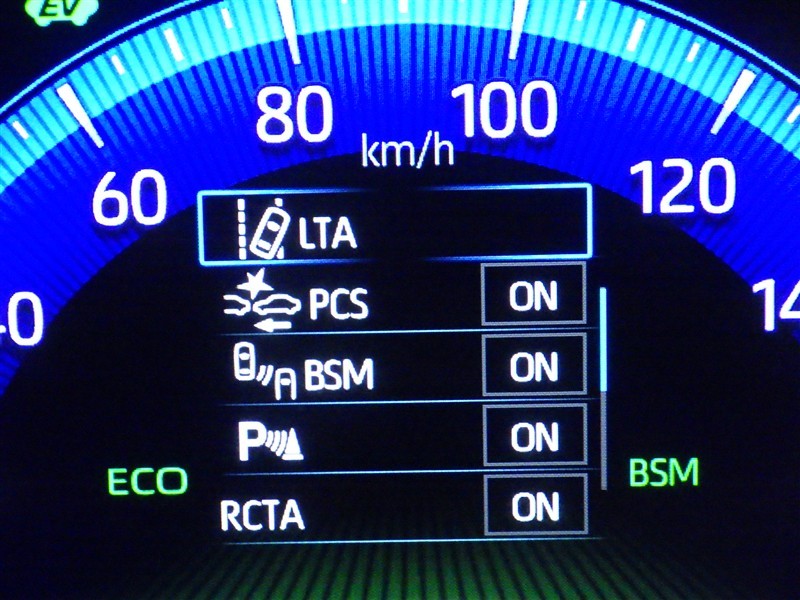 EV
80
100
km/h
60
120
LTA
PCS ON
BSM ON
P ON
ECO
BSM
RCTA ON